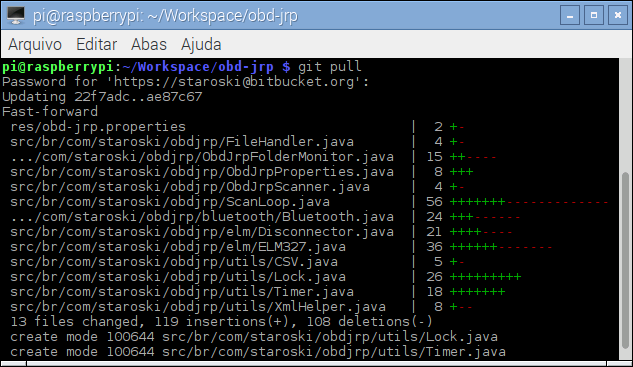 pi@raspberrypi: ~/Workspace/obd-jrp
Arquivo Editar Abas Ajuda
pi@raspberrypi:~/Workspace/obd-jrp $ git pull
Password for 'https://staroski@bitbucket.org':
Updating 22f7adc..ae87c67
Fast-forward
 res/obd-jrp.properties                         |  2 +-
 src/br/com/staroski/obdjrp/FileHandler.java    |  4 +-
 .../com/staroski/obdjrp/ObdJrpFolderMonitor.java | 15 ++----
 src/br/com/staroski/obdjrp/ObdJrpProperties.java |  8 +++
 src/br/com/staroski/obdjrp/ObdJrpScanner.java  |  4 +-
 src/br/com/staroski/obdjrp/ScanLoop.java       | 56 +++++++-------------
 .../com/staroski/obdjrp/bluetooth/Bluetooth.java | 24 +++------
 src/br/com/staroski/obdjrp/elm/Disconnector.java | 21 ++++----
 src/br/com/staroski/obdjrp/elm/ELM327.java     | 36 ++++++-------
 src/br/com/staroski/obdjrp/utils/CSV.java      |  5 +-
 src/br/com/staroski/obdjrp/utils/Lock.java     | 26 +++++++++
 src/br/com/staroski/obdjrp/utils/Timer.java    | 18 +++++++
 src/br/com/staroski/obdjrp/utils/XmlHelper.java |  8 +--
 13 files changed, 119 insertions(+), 108 deletions(-)
 create mode 100644 src/br/com/staroski/obdjrp/utils/Lock.java
 create mode 100644 src/br/com/staroski/obdjrp/utils/Timer.java